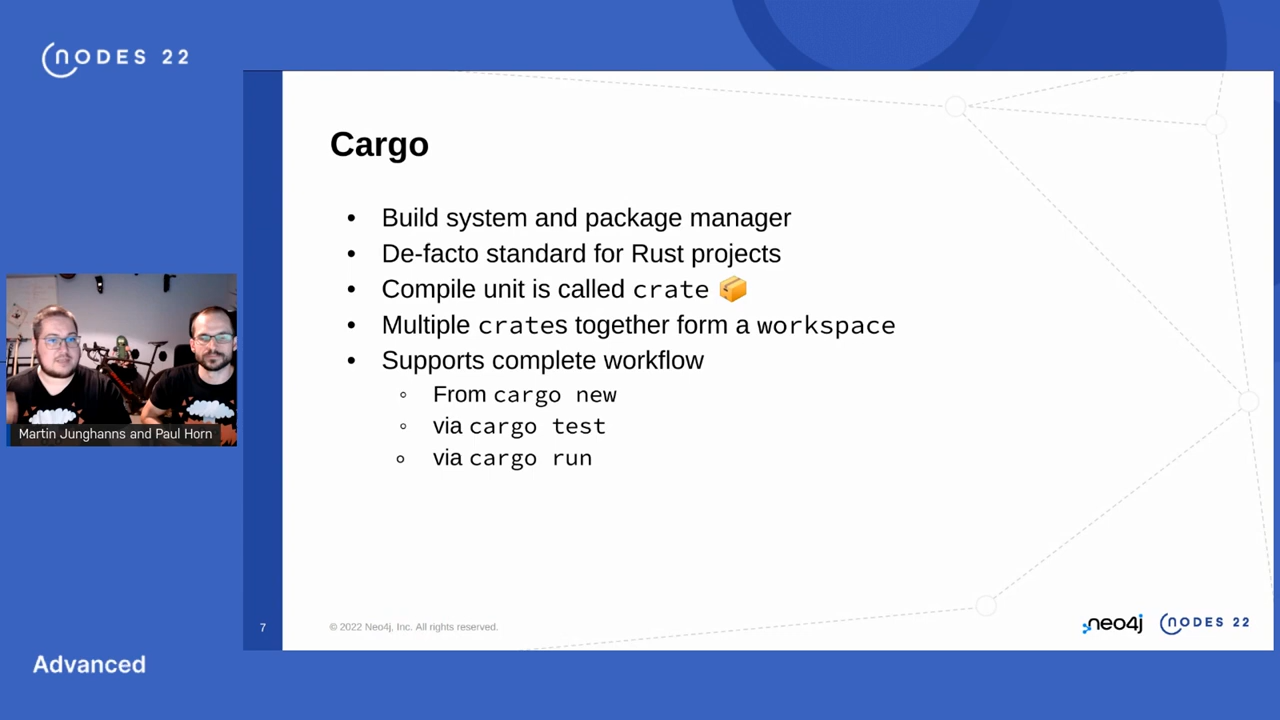 NODES 22
Cargo
• Build system and package manager
• De-facto standard for Rust projects
• Compile unit is called crate 📦
• Multiple crates together form a workspace
• Supports complete workflow
◦ From cargo new
◦ via cargo test
◦ via cargo run
Martin Junghanns and Paul Horn
7
© 2022 Neo4j, Inc. All rights reserved.
neo4j
NODES 22
Advanced